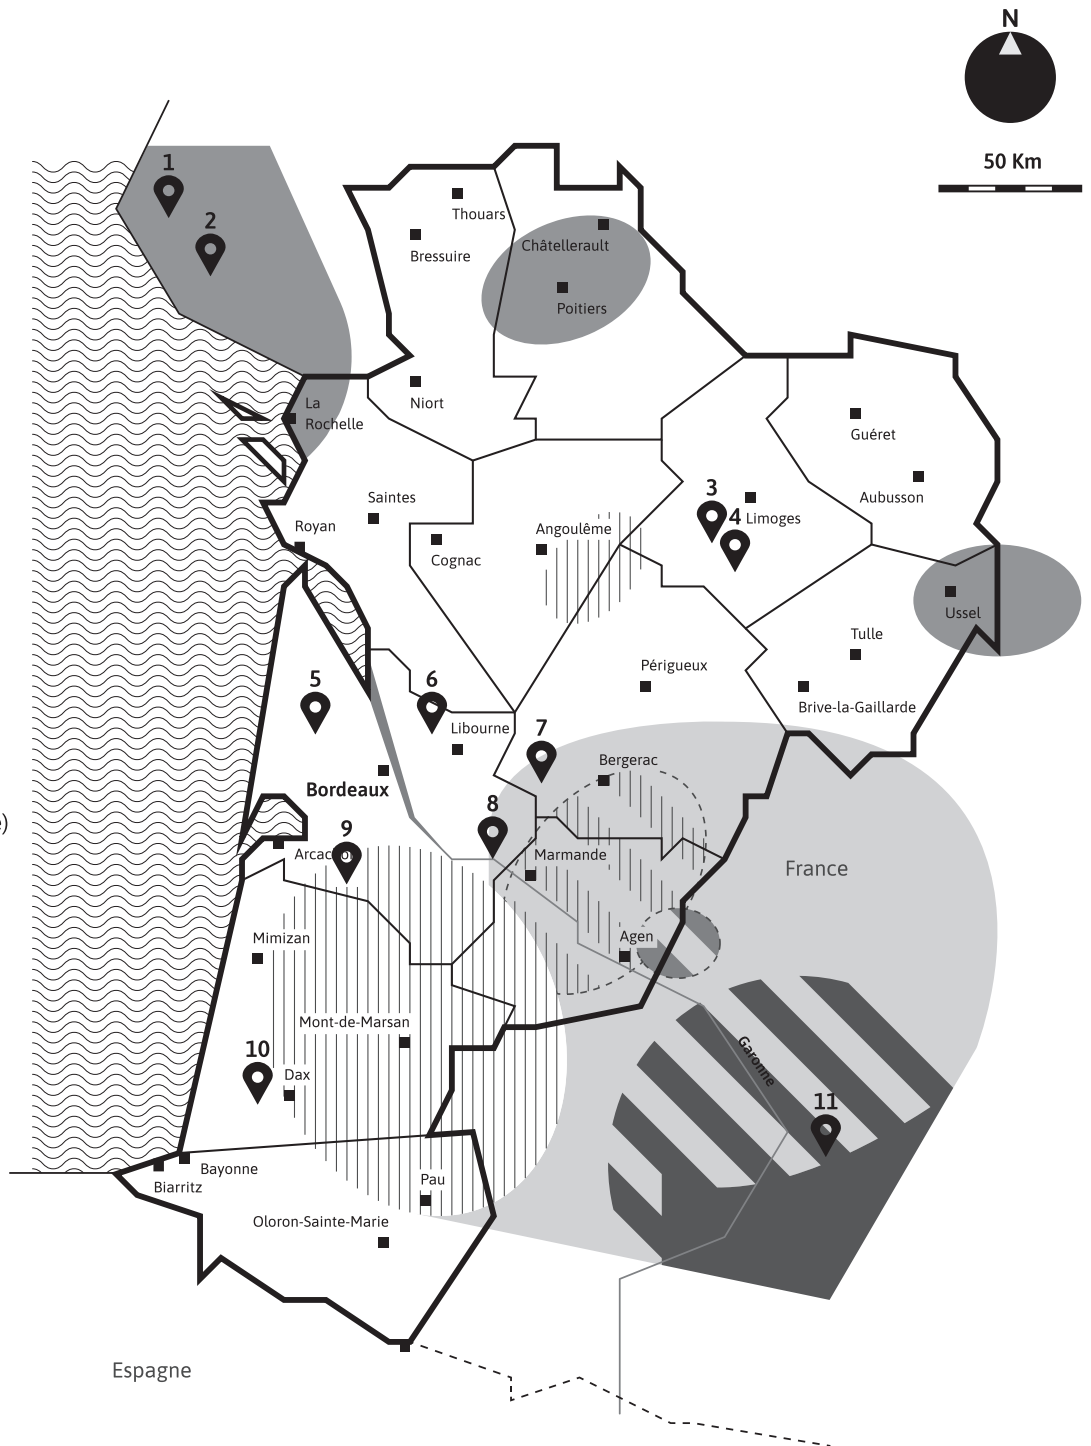 N
50 Km
1
2
Thouars
Bressuire
Châtellerault
Poitiers
Niort
La
Rochelle
Guéret
Aubusson
Saintes
Royan
Cognac
Angoulême
3
4
Limoges
Ussel
Tulle
Périgueux
Brive-la-Gaillarde
5
6
Libourne
7
Bergerac
Bordeaux
8
e)
9
Marmande
France
Mimizan
Agen
Mont-de-Marsan
Garonne
10
Dax
11
Bayonne
Biarritz
Pau
Oloron-Sainte-Marie
Espagne